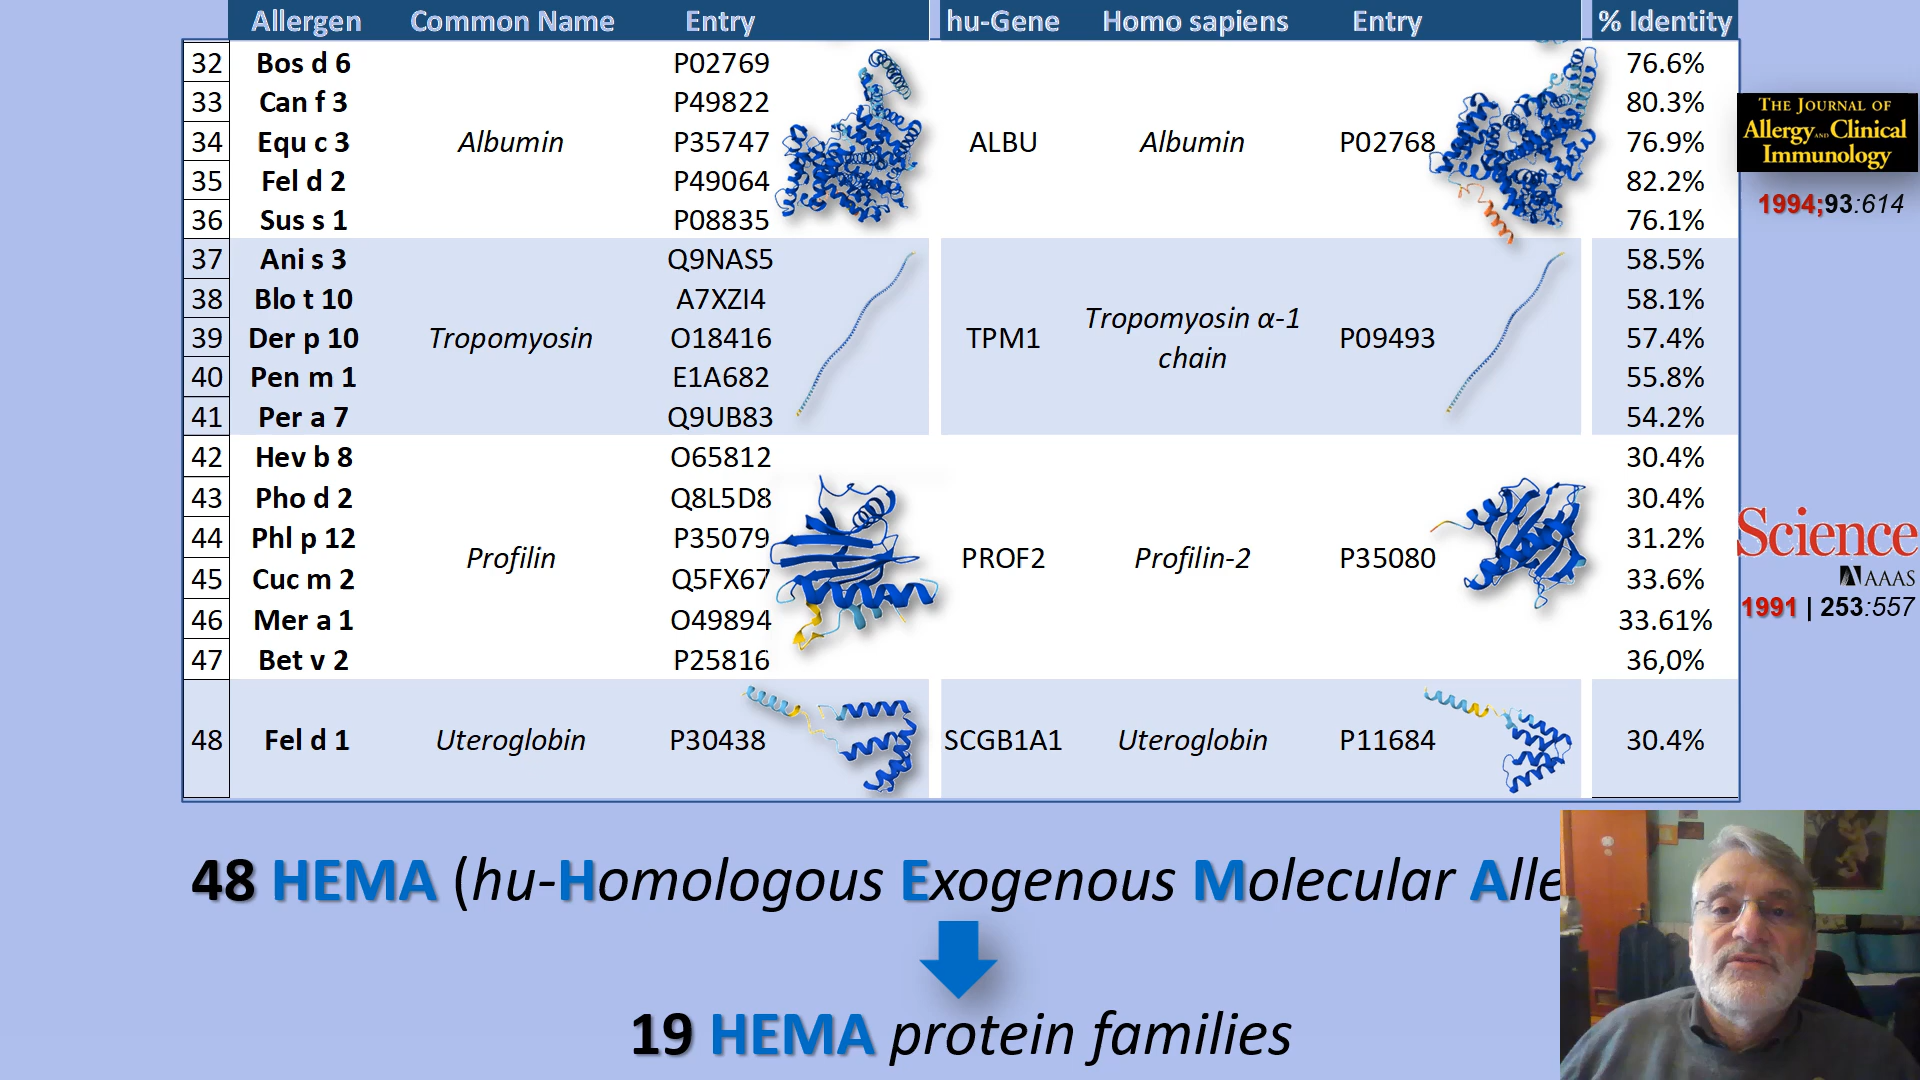 Allergen Common Name Entry hu-Gene Homo sapiens Entry % Identity
32 Bos d 6 P02769 76.6%
33 Can f 3 P49822 80.3%
34 Equ c 3 Albumin P35747 ALBU Albumin P02768 76.9%
35 Fel d 2 P49064 82.2%
36 Sus s 1 P08835 76.1%
37 Ani s 3 Q9NAS5 58.5%
38 Blo t 10 A7XZI4 58.1%
39 Der p 10 Tropomyosin O18416 TPM1 Tropomyosin α-1 chain P09493 57.4%
40 Pen m 1 E1A682 55.8%
41 Per a 7 Q9UB83 54.2%
42 Hev b 8 O65812 30.4%
43 Pho d 2 Q8L5D8 30.4%
44 Phl p 12 Profilin P35079 PROF2 Profilin-2 P35080 31.2%
45 Cuc m 2 Q5FX67 33.6%
46 Mer a 1 O49894 33.61%
47 Bet v 2 P25816 36,0%
48 Fel d 1 Uteroglobin P30438 SCGB1A1 Uteroglobin P11684 30.4%
THE JOURNAL OF
Allergy AND Clinical
Immunology
1994;93:614
Science
AAAS
1991 | 253:557
48 HEMA (hu-Homologous Exogenous Molecular Alle
19 HEMA protein families